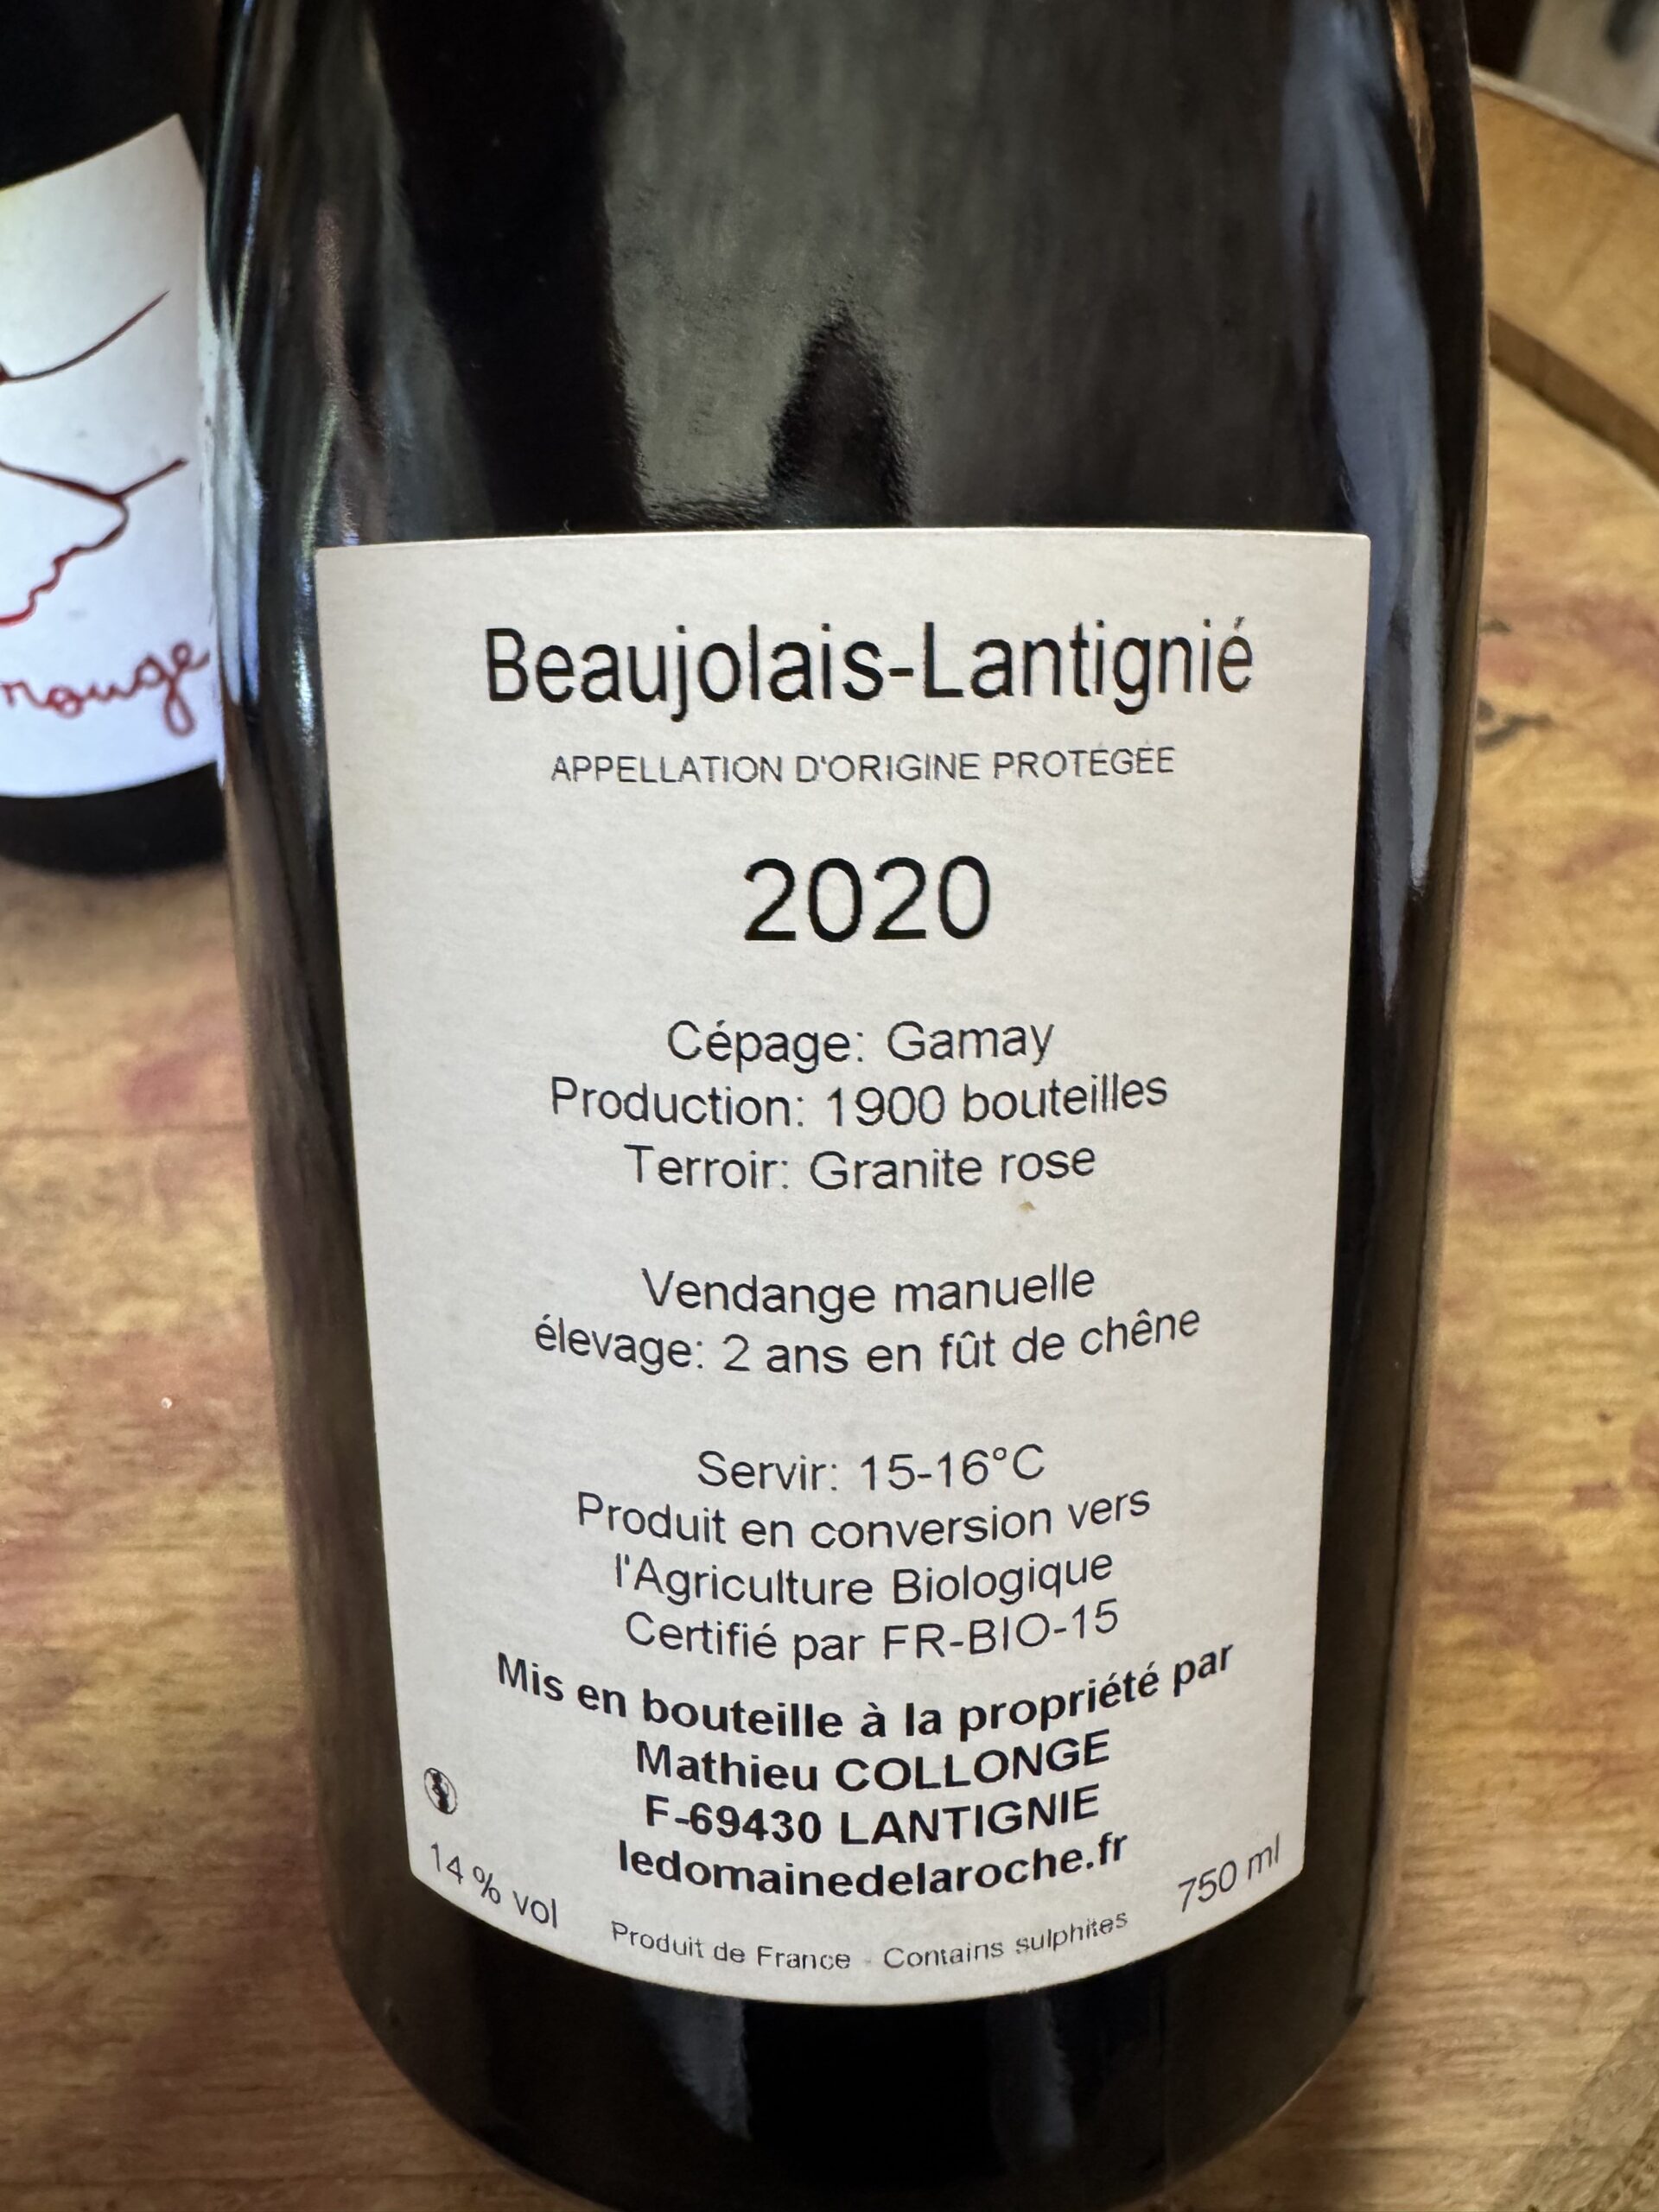 rouge
Beaujolais-Lantignié
APPELLATION D'ORIGINE PROTÉGÉE
2020
Cépage: Gamay
Production: 1900 bouteilles
Terroir: Granite rose
Vendange manuelle
élevage: 2 ans en fût de chêne
Servir: 15-16°C
Produit en conversion vers
l'Agriculture Biologique
Certifié par FR-BIO-15
Mis en bouteille à la propriété par
Mathieu COLLONGE
F-69430 LANTIGNIE
ledomainedelaroche.fr
14 % vol
750 ml
Produit de France - Contains sulphites